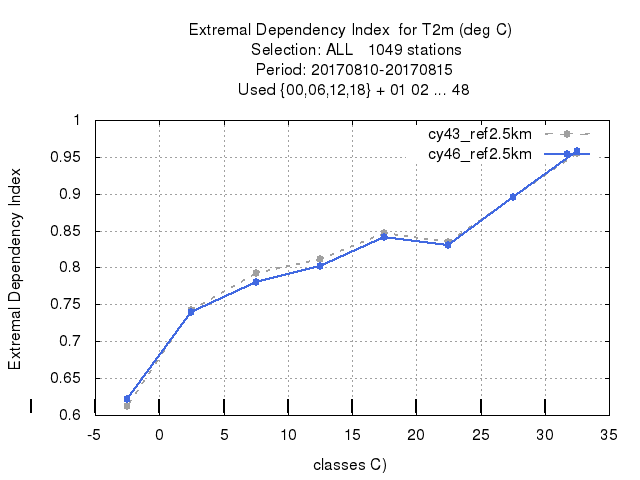 Extremal Dependency Index for T2m (deg C)
Selection: ALL 1049 stations
Period: 20170810-20170815
Used {00,06,12,18} + 01 02 ... 48
cy43_ref2.5km
cy46_ref2.5km
Extremal Dependency Index
1
0.95
0.9
0.85
0.8
0.75
0.7
0.65
0.6
-5 0 5 10 15 20 25 30 35
classes C)